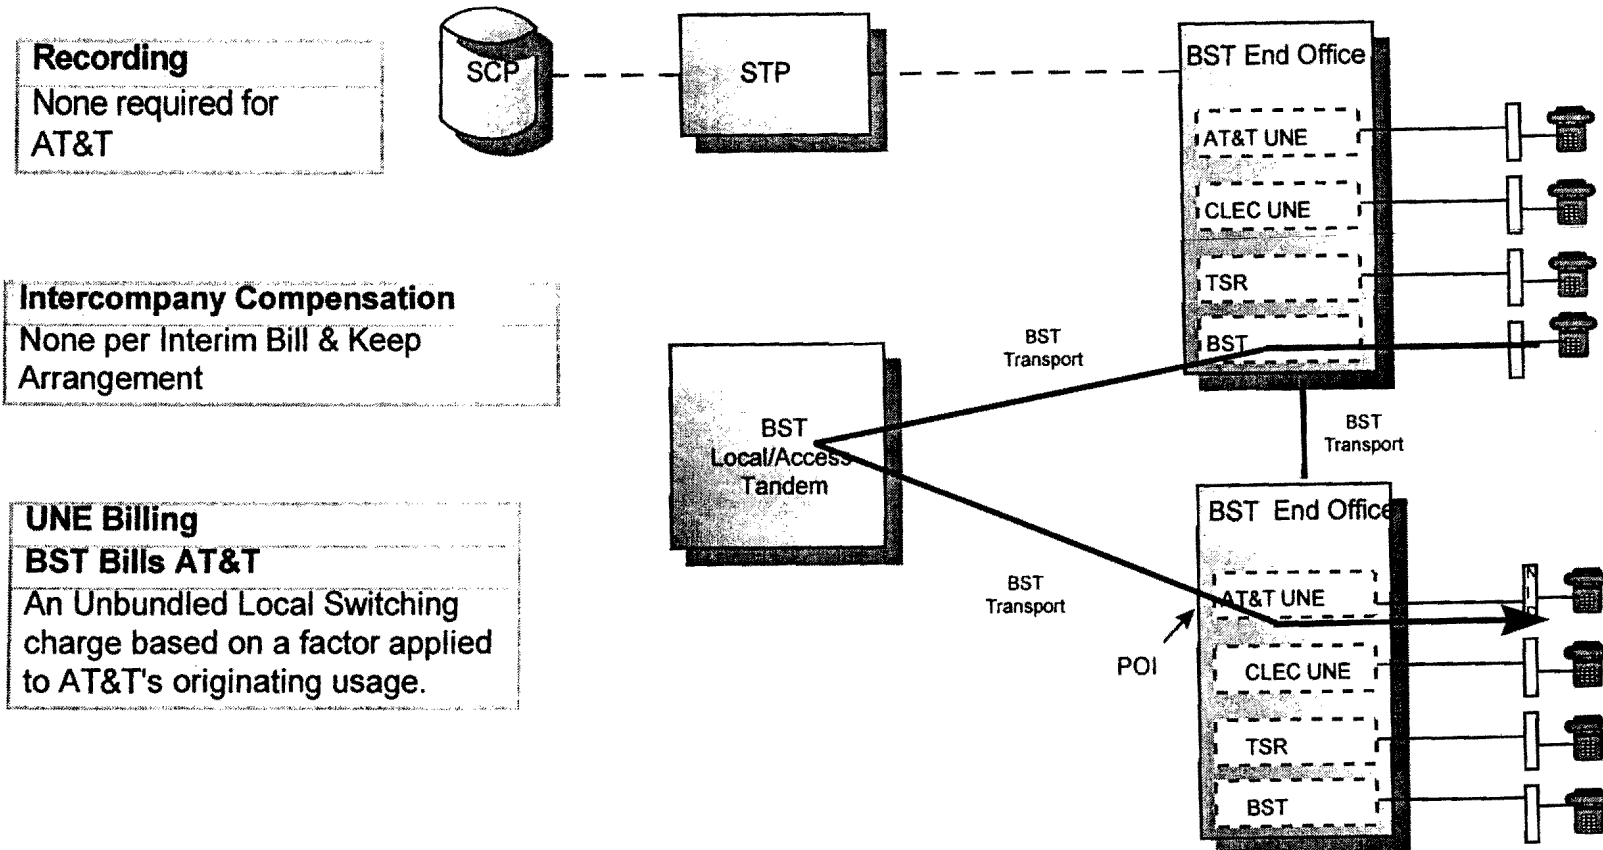 Recording
None required for
AT&T
Intercompany Compensation
None per Interim Bill & Keep
Arrangement
UNE Billing
BST Bills AT&T
An Unbundled Local Switching
charge based on a factor applied
to AT&T's originating usage.
SCP
STP
BST End Office
AT&T UNE
CLEC UNE
TSR
BST
BST
Transport
BST
Local/Access
Tandem
BST
Transport
BST
Transport
POI
BST End Office
AT&T UNE
CLEC UNE
TSR
BST